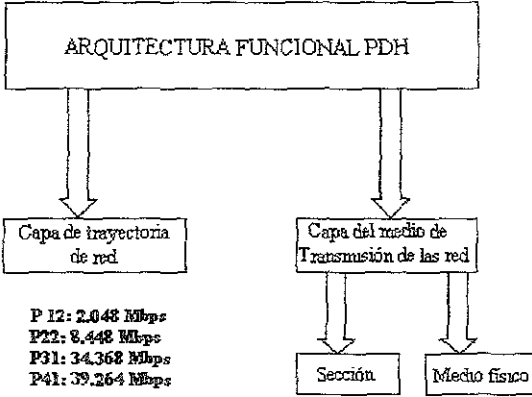 ARQUITECTURA FUNCIONAL PDH
Capa de trayectoria
de red
Capa del medio de
Transmusión de las red
P 12: 2.048 Mbps
P22: 8.448 Mbps
P31: 34.368 Mbps
P41: 39.264 Mbps
Sección
Medio físico